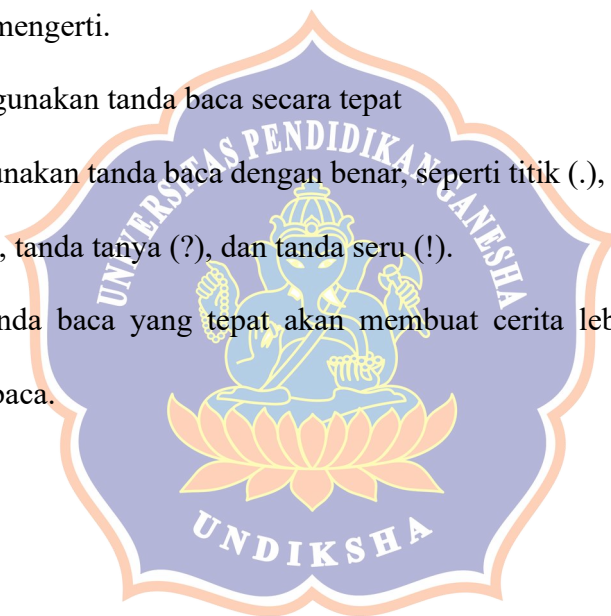 mengerti.
gunakan tanda baca secara tepat
unakan tanda baca dengan benar, seperti titik (.),
, tanda tanya (?), dan tanda seru (!).
nda baca yang tepat akan membuat cerita leb
baca.
UNIVERSITAS PENDIDIKAN GANESHA
UNDIKSHA